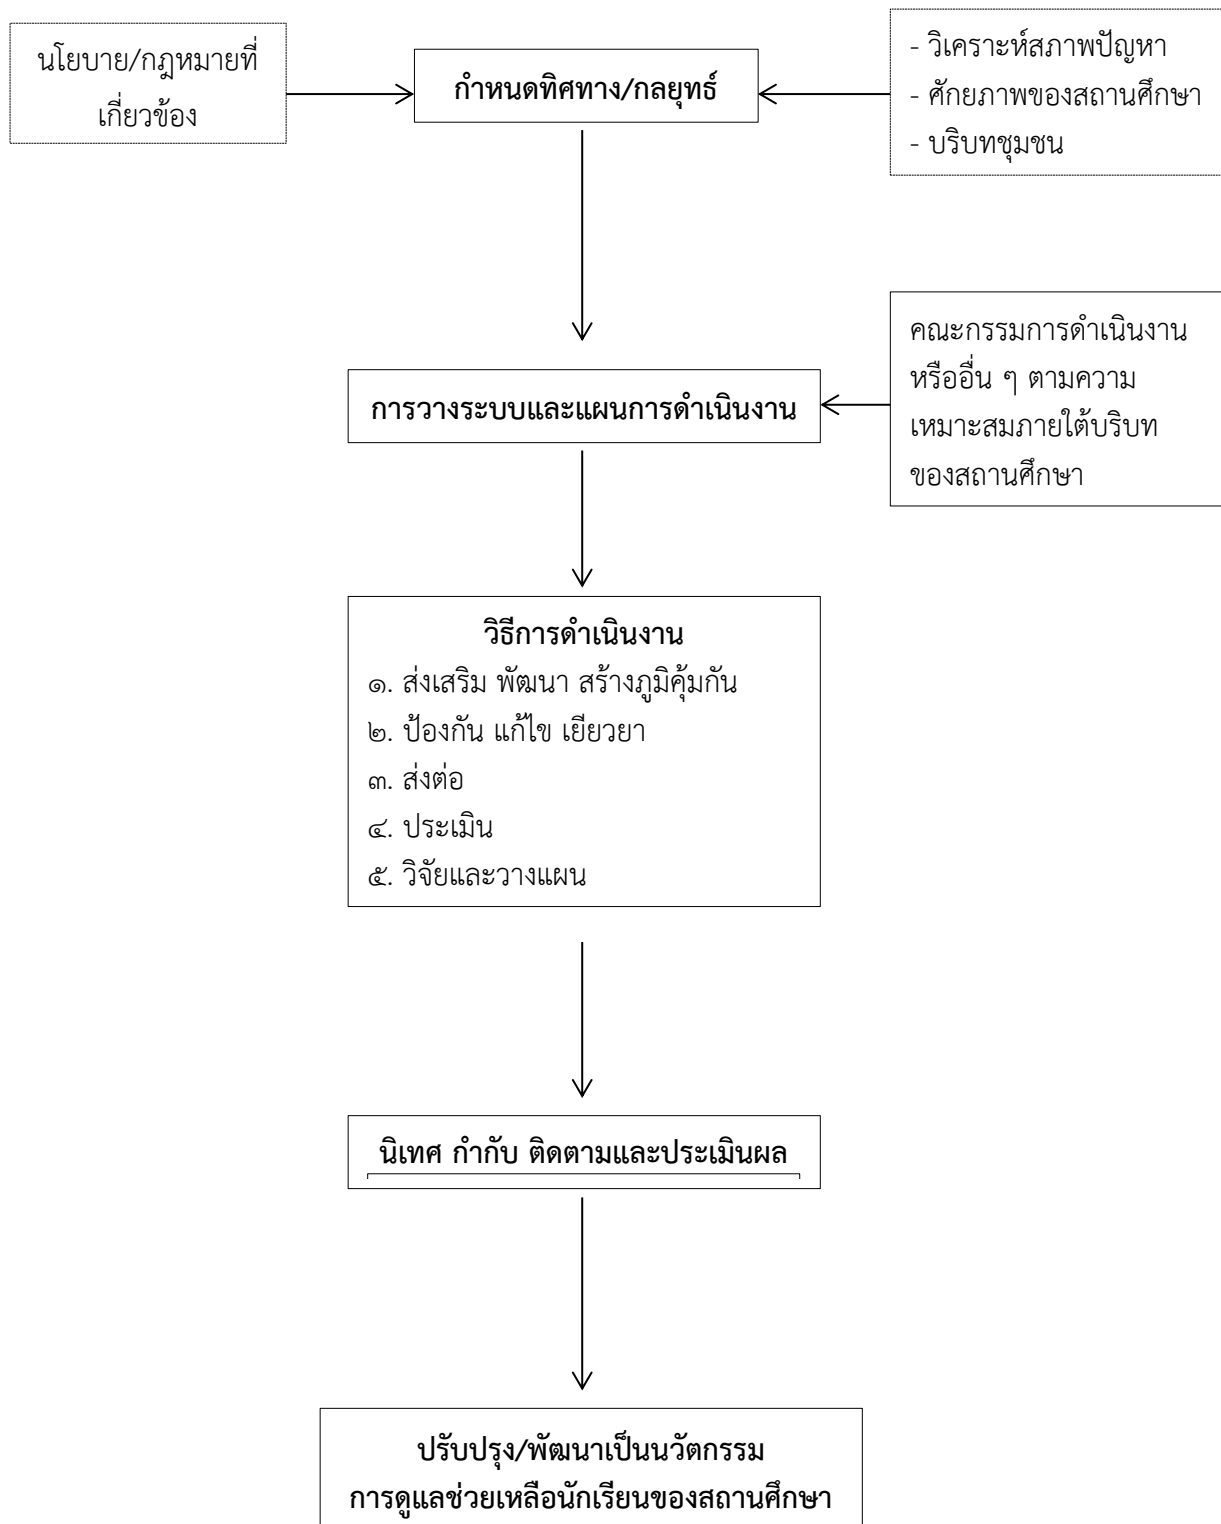 นโยบาย/กฎหมายที่
เกี่ยวข้อง
กำหนดทิศทาง/กลยุทธ์
- วิเคราะห์สภาพปัญหา
- ศักยภาพของสถานศึกษา
- บริบทชุมชน
การวางระบบและแผนการดำเนินงาน
คณะกรรมการดำเนินงาน
หรืออื่น ๆ ตามความ
เหมาะสมภายใต้บริบท
ของสถานศึกษา
วิธีการดำเนินงาน
๑. ส่งเสริม พัฒนา สร้างภูมิคุ้มกัน
๒. ป้องกัน แก้ไข เยียวยา
๓. ส่งต่อ
๔. ประเมิน
๕. วิจัยและวางแผน
นิเทศ กำกับ ติดตามและประเมินผล
ปรับปรุง/พัฒนาเป็นนวัตกรรม
การดูแลช่วยเหลือนักเรียนของสถานศึกษา